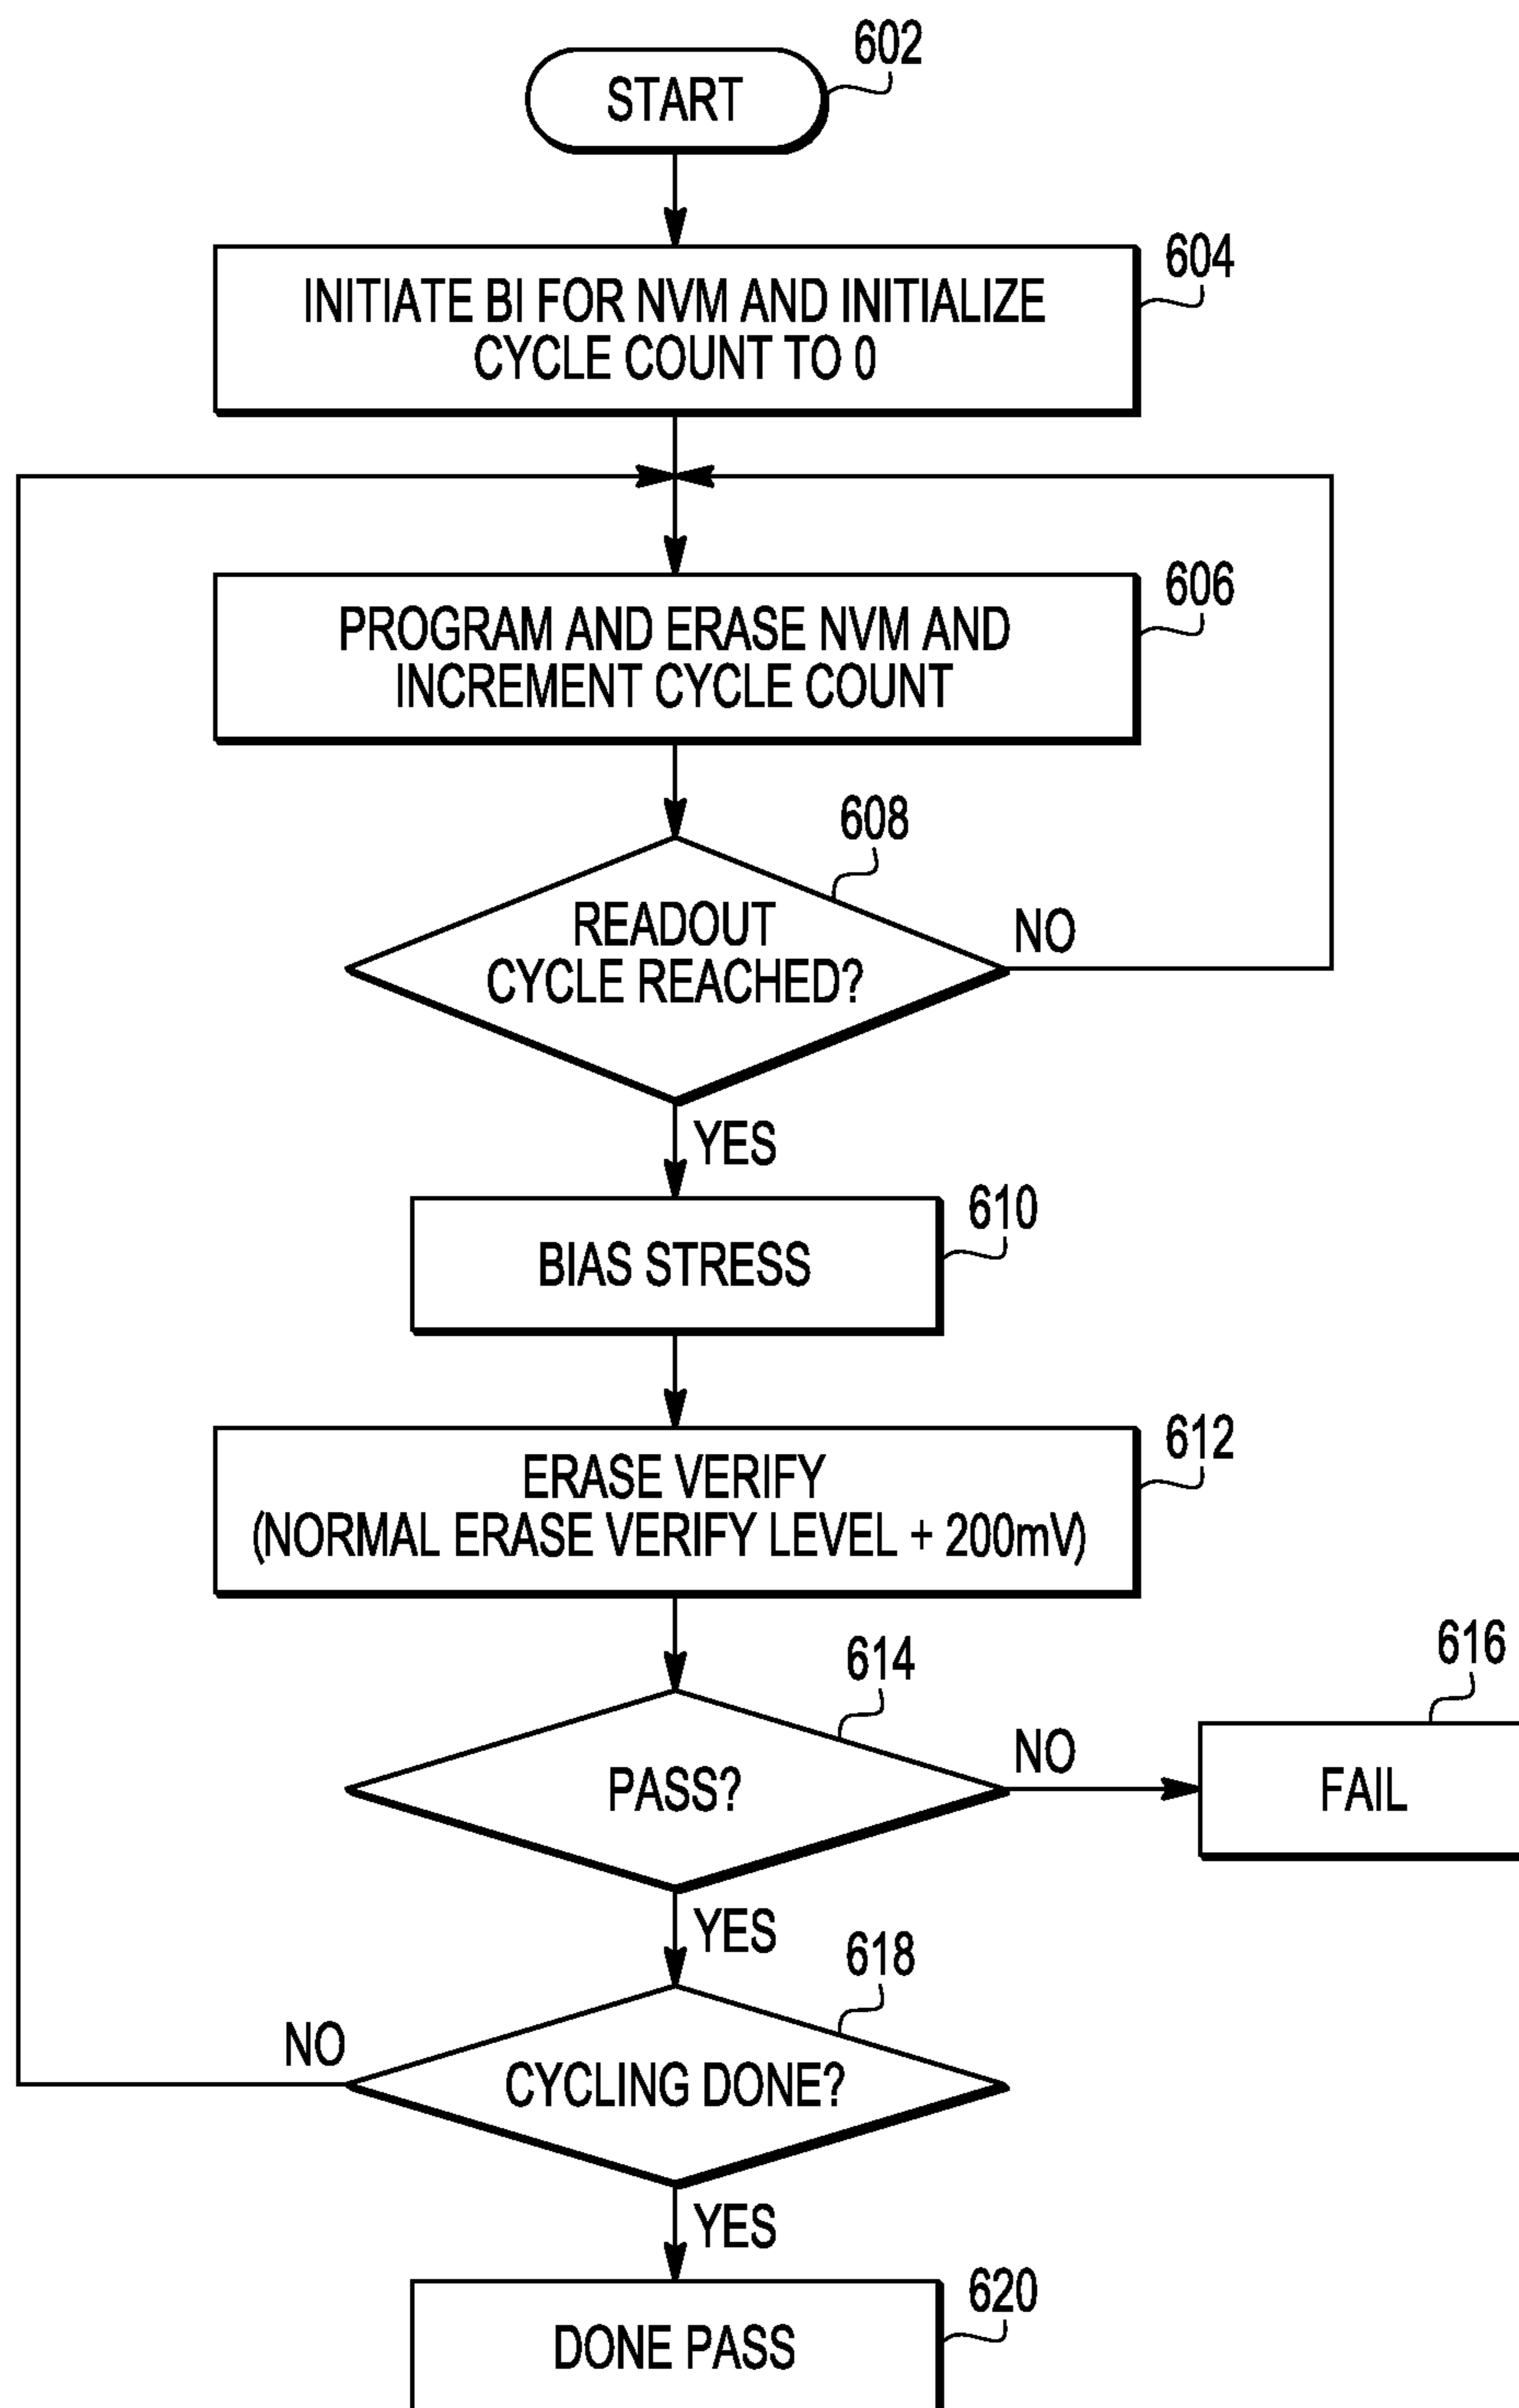 602
START
604
INITIATE BI FOR NVM AND INITIALIZE
CYCLE COUNT TO 0
606
PROGRAM AND ERASE NVM AND
INCREMENT CYCLE COUNT
608
READOUT
CYCLE REACHED?
NO
YES
610
BIAS STRESS
612
ERASE VERIFY
(NORMAL ERASE VERIFY LEVEL + 200mV)
614
PASS?
NO
616
FAIL
YES
618
CYCLING DONE?
NO
YES
620
DONE PASS